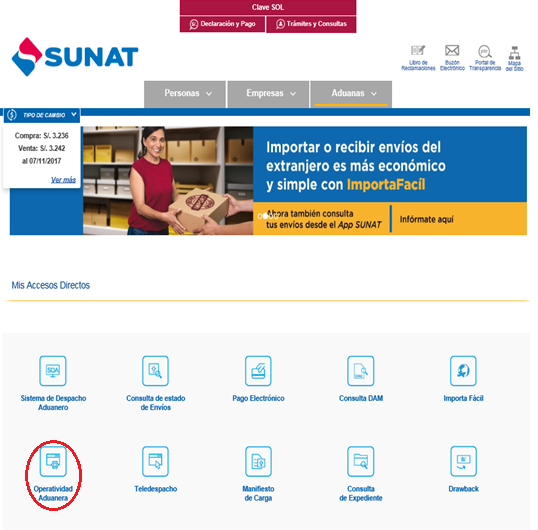 Clave SOL
Declaración y Pago
Trámites y Consultas
SUNAT
Libro de
Reclamaciones
Buzón
Electrónico
Portal de
Transparencia
Mapa
del Sitio
Personas
Empresas
Aduanas
TIPO DE CAMBIO
Compra: S/. 3.236
Venta: S/. 3.242
al 07/11/2017
Ver más
Importar o recibir envíos del
extranjero es más económico
y simple con ImportaFacíl
Ahora también consulta
tus envíos desde el App SUNAT
Infórmate aquí
Mis Accesos Directos
Sistema de Despacho
Aduanero
Consulta de estado
de Envíos
Pago Electrónico
Consulta DAM
Importa Fácil
Operatividad
Aduanera
Teledespacho
Manifiesto
de Carga
Consulta
de Expediente
Drawback